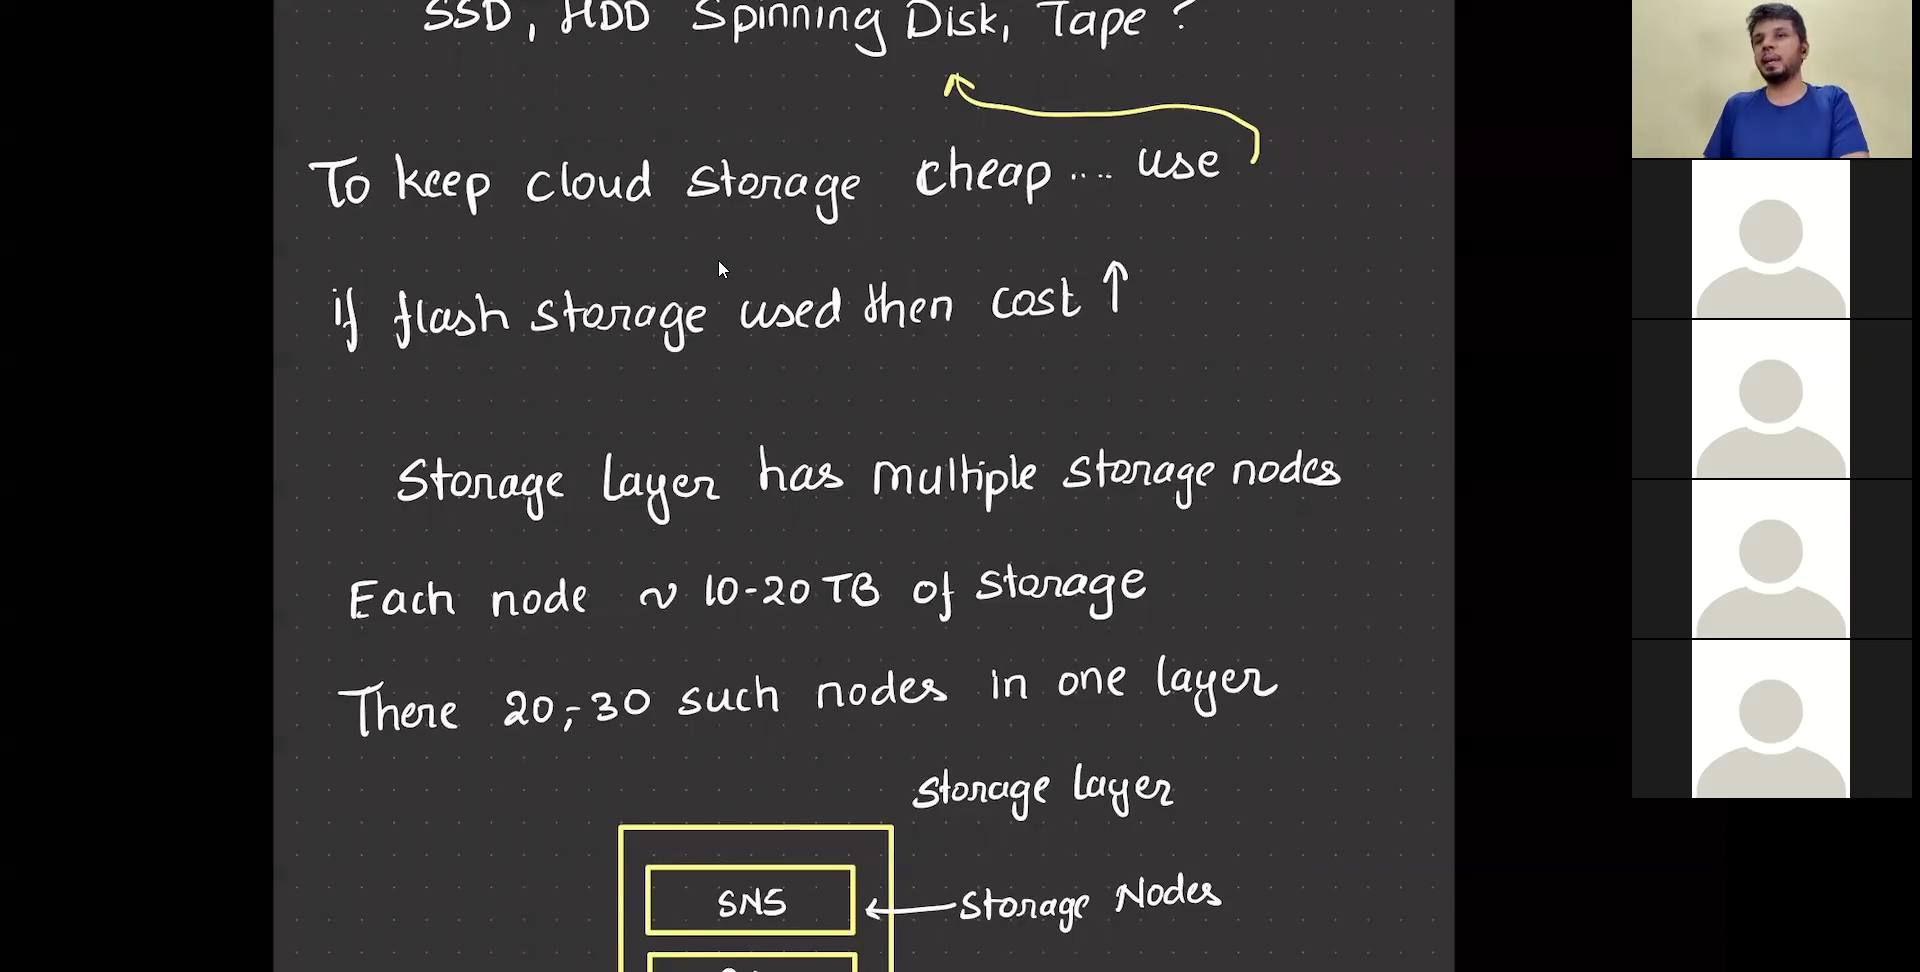 SSD, HDD Spinning Disk, Tape ?
To keep cloud storage cheap .... use
if flash storage used then cost ↑
Storage Layer has multiple storage nodes
Each node ~ 10-20 TB of storage
There 20,-30 such nodes in one layer
Storage Layer
SNS
Storage Nodes